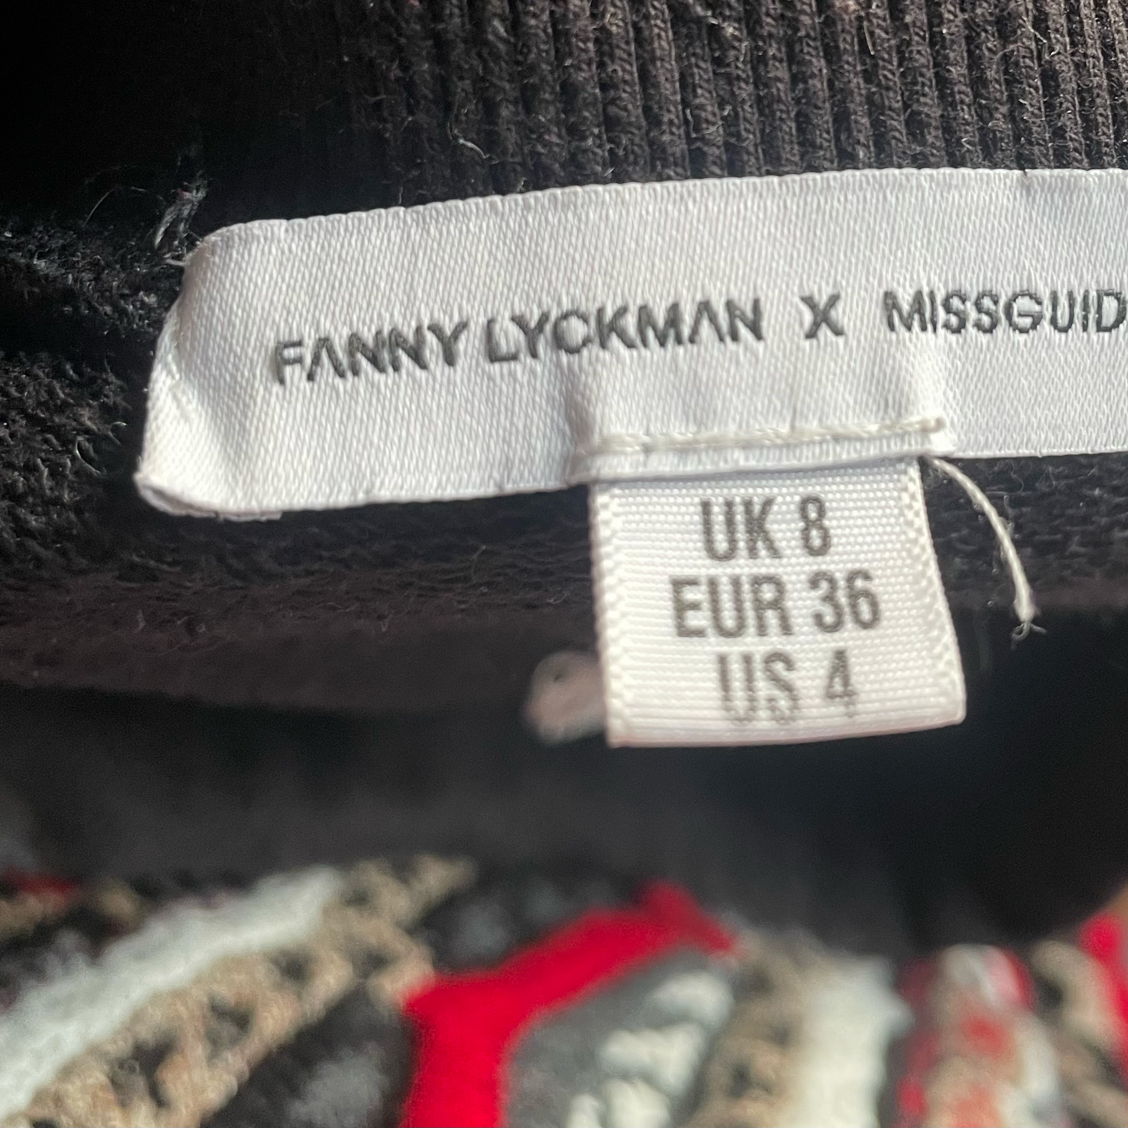 FANNY LYCKMAN X MISSGUID
UK 8
EUR 36
US 4